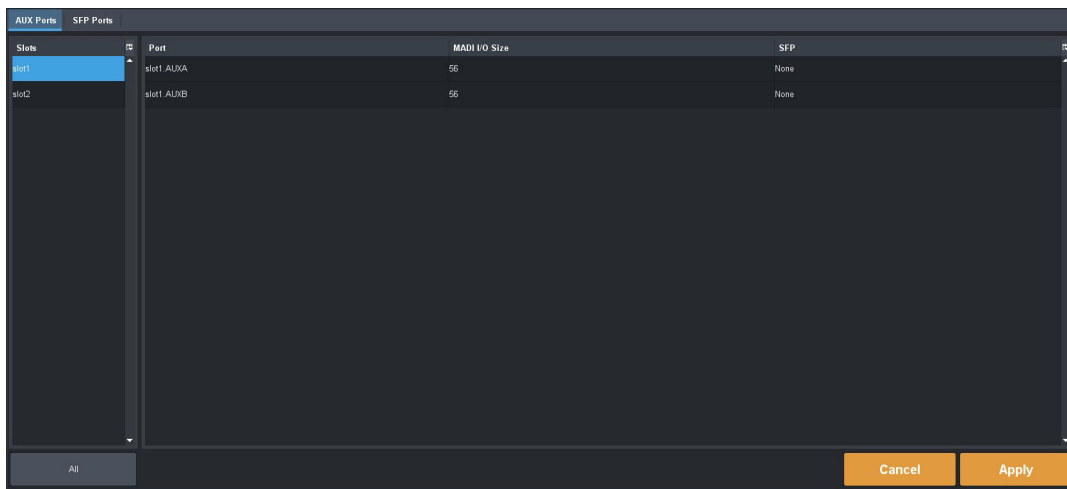 AUX Ports SFP Ports
Slots Port MADI I/O Size SFP
slot1 slot1.AUXA 56 None
slot2 slot1.AUXB 56 None
All Cancel Apply